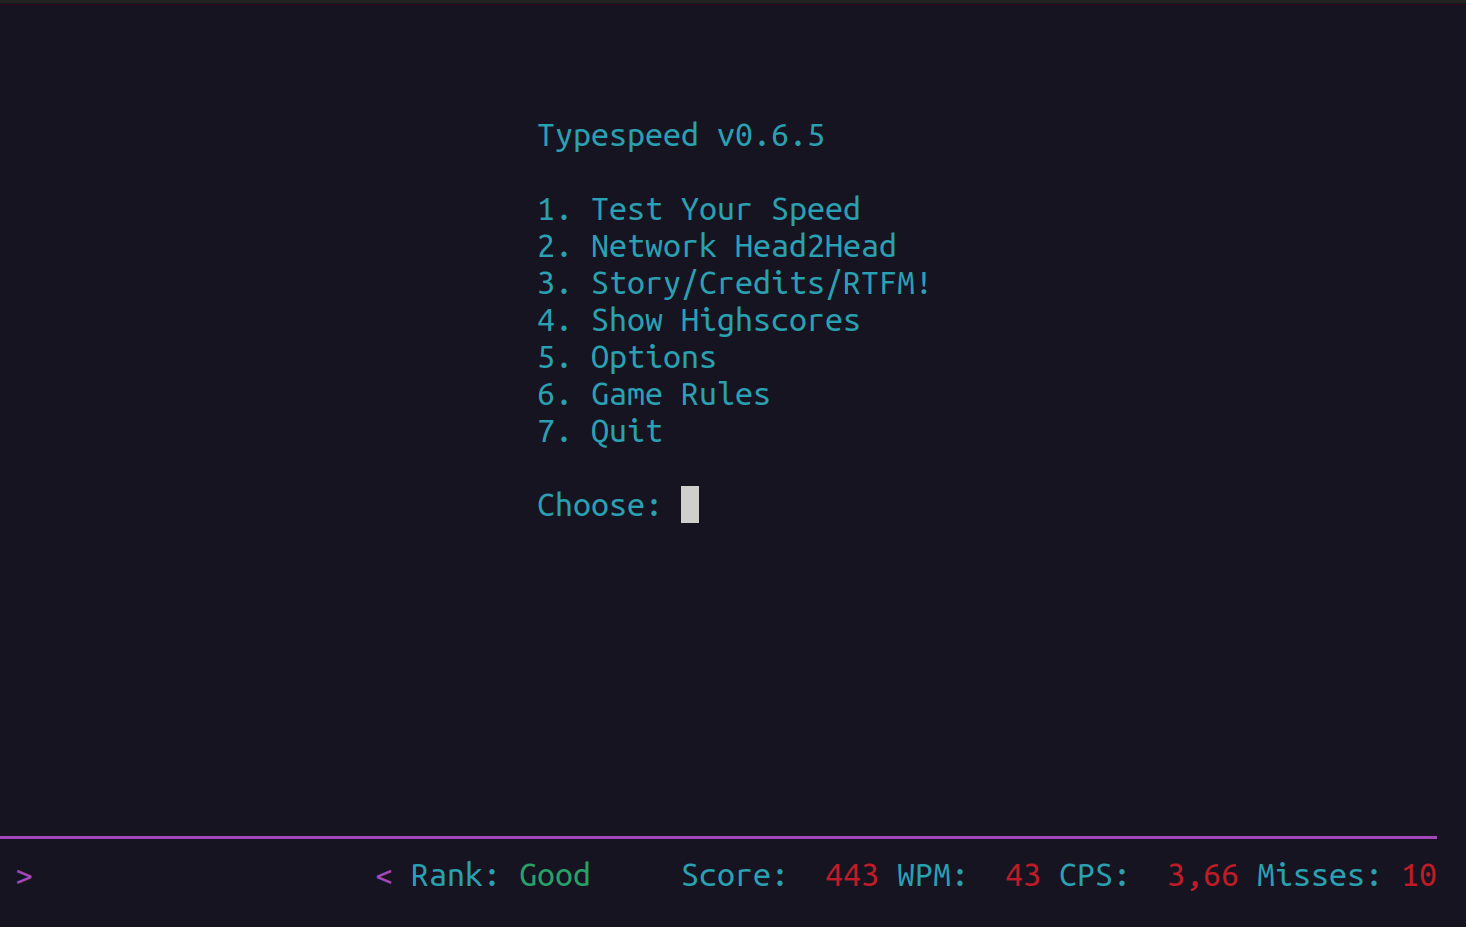 Typespeed v0.6.5
1. Test Your Speed
2. Network Head2Head
3. Story/Credits/RTFM!
4. Show Highscores
5. Options
6. Game Rules
7. Quit
Choose:
> < Rank: Good Score: 443 WPM: 43 CPS: 3,66 Misses: 10